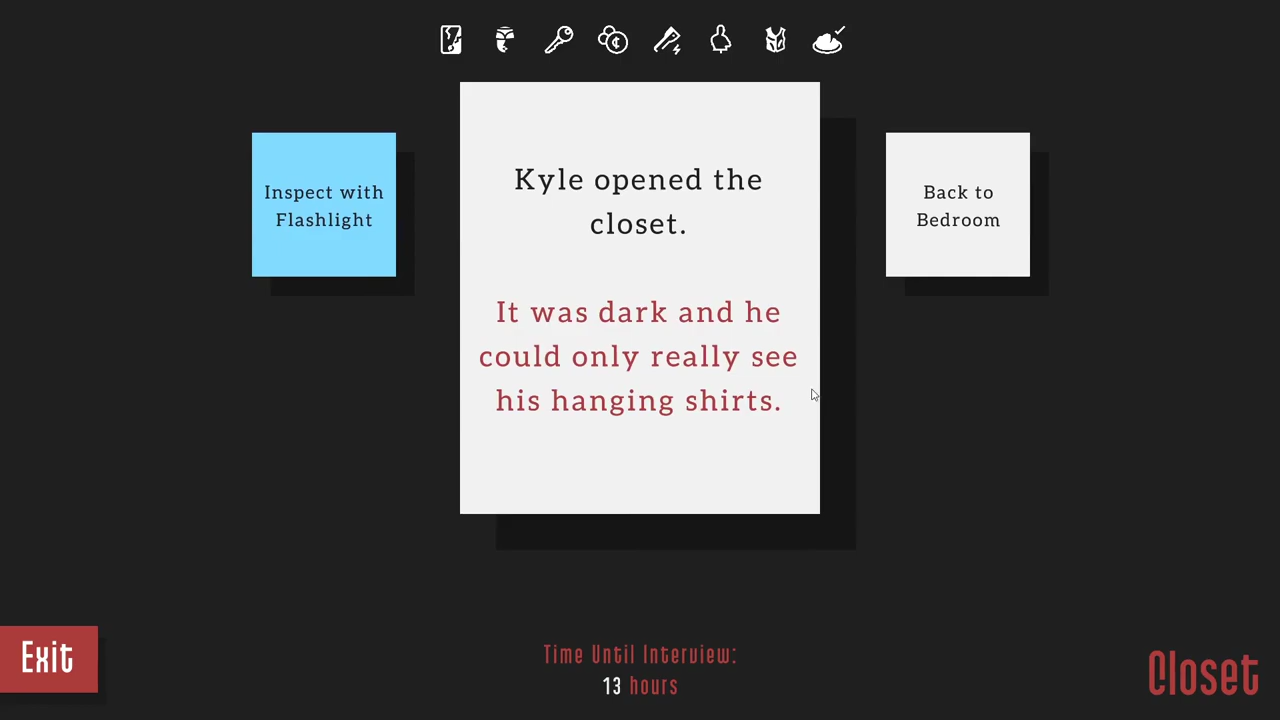 Inspect with
Flashlight
Kyle opened the
closet.
It was dark and he
could only really see
his hanging shirts.
Back to
Bedroom
Exit
Time Until Interview:
13 hours
Closet